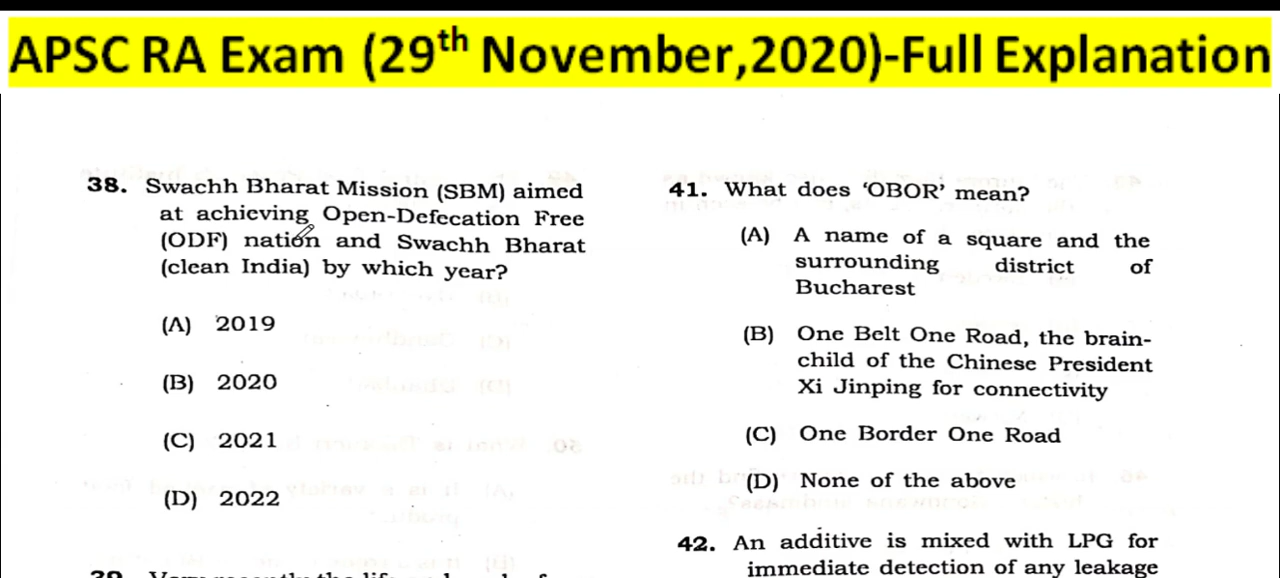 APSC RA Exam (29th November,2020)-Full Explanation
38. Swachh Bharat Mission (SBM) aimed
at achieving Open-Defecation Free
(ODF) nation and Swachh Bharat
(clean India) by which year?
(A) 2019
(B) 2020
(C) 2021
(D) 2022
41. What does ‘OBOR’ mean?
(A) A name of a square and the
surrounding district of
Bucharest
(B) One Belt One Road, the brain-
child of the Chinese President
Xi Jinping for connectivity
(C) One Border One Road
(D) None of the above
42. An additive is mixed with LPG for
immediate detection of any leakage